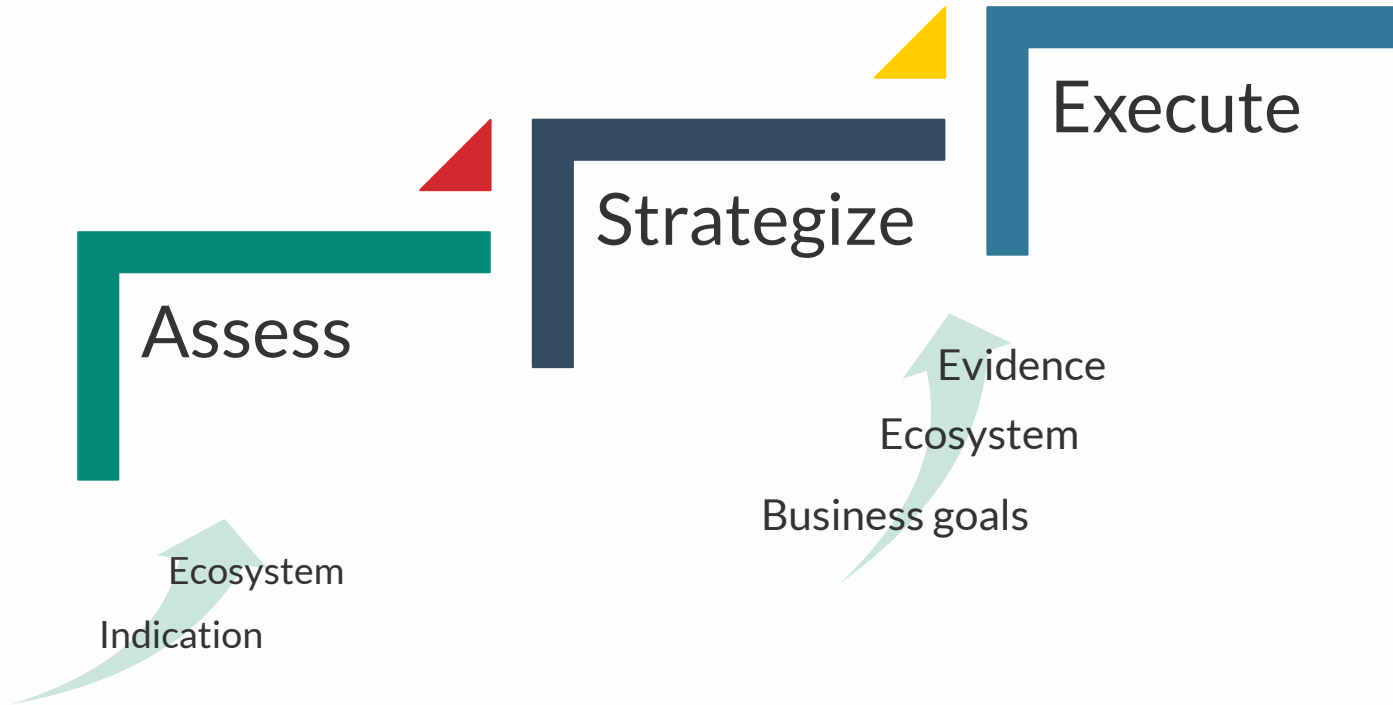 Execute
Strategize
Assess
Evidence
Ecosystem
Business goals
Ecosystem
Indication